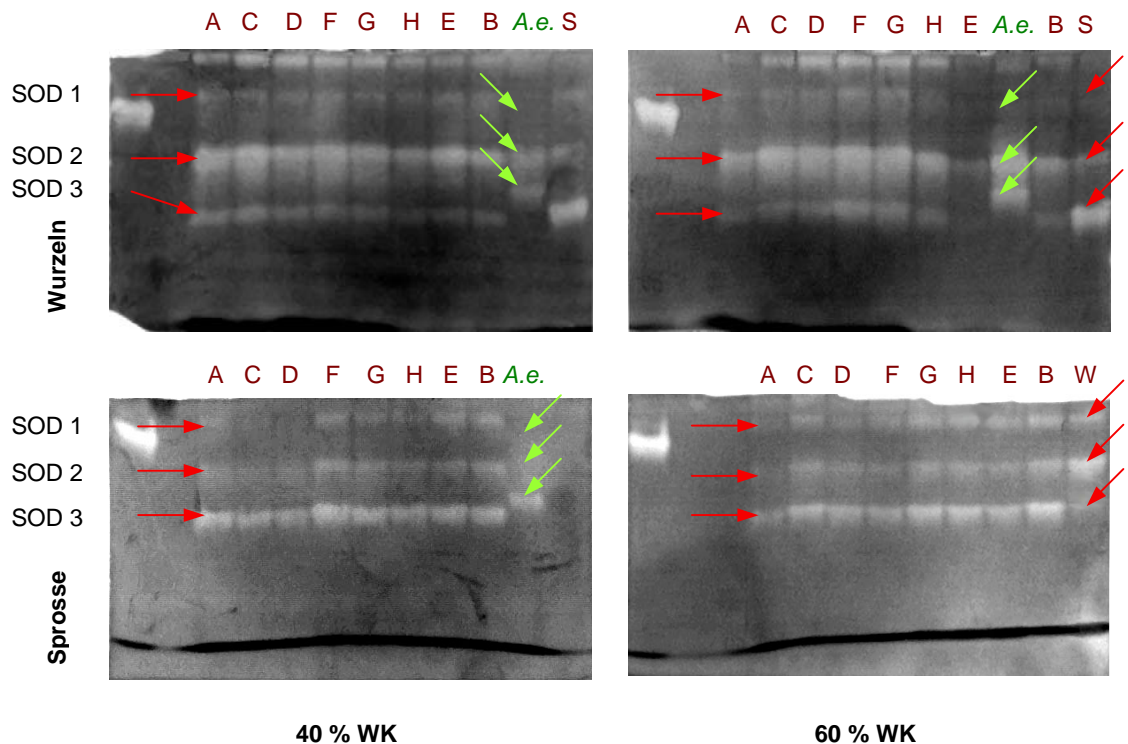 A C D F G H E B A.e. S
A C D F G H E A.e. B S
SOD 1
SOD 2
SOD 3
Wurzeln
A C D F G H E B A.e.
A C D F G H E B W
SOD 1
SOD 2
SOD 3
Sprosse
40 % WK
60 % WK